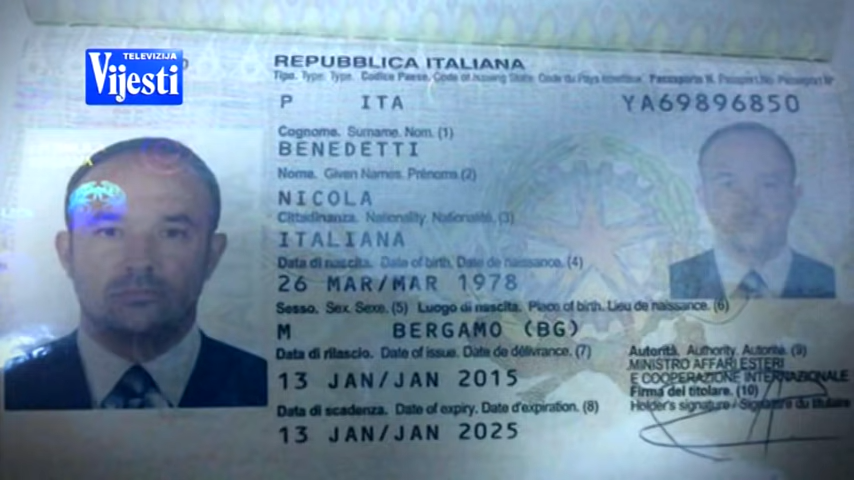 TELEVIZIJA
Vijesti
REPUBBLICA ITALIANA
Tipo. Type. Type. Codice Paese. Code of issuing State. Code du Pays émetteur. Passaporto N. Passport No. Passeport N°
P ITA YA69896850
Cognome. Surname. Nom. (1)
BENEDETTI
Nome. Given Names. Prénoms (2)
NICOLA
Cittadinanza. Nationality. Nationalité. (3)
ITALIANA
Data di nascita. Date of birth. Date de naissance. (4)
26 MAR/MAR 1978
Sesso. Sex. Sexe. (5) Luogo di nascita. Place of birth. Lieu de naissance. (6)
M BERGAMO (BG)
Data di rilascio. Date of issue. Date de délivrance. (7)
13 JAN/JAN 2015
Data di scadenza. Date of expiry. Date d'expiration. (8)
13 JAN/JAN 2025
Autorità. Authority. Autorité. (9)
MINISTRO AFFARI ESTERI
E COOPERAZIONE INTERNAZIONALE
Firma del titolare. (10)
Holder's signature / Signature du titulaire